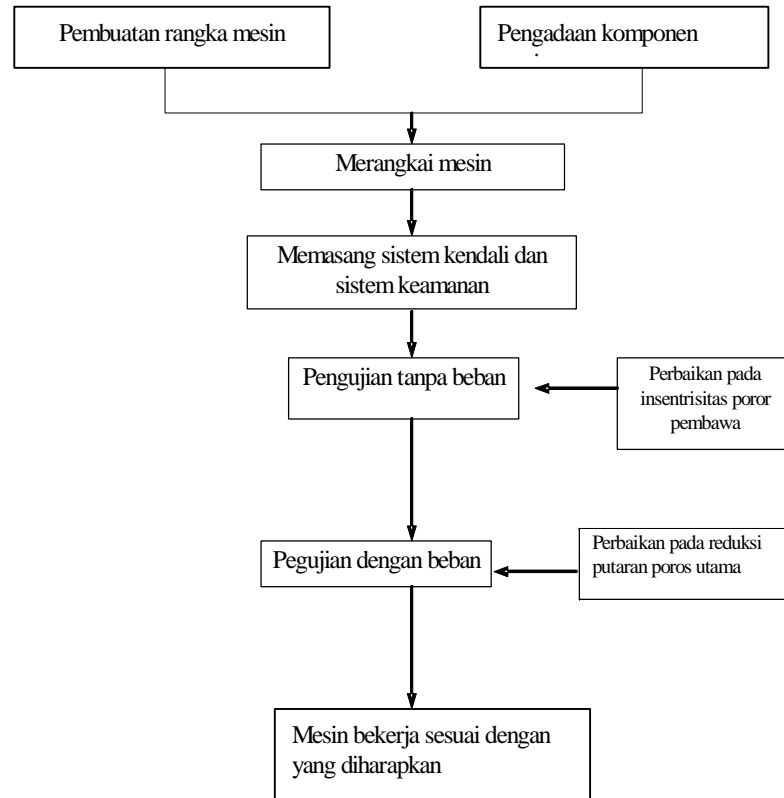 Pembuatan rangka mesin
Pengadaan komponen
Merangkai mesin
Memasang sistem kendali dan
sistem keamanan
Pengujian tanpa beban
Perbaikan pada
insentrisitas poror
pembawa
Pegujian dengan beban
Perbaikan pada reduksi
putaran poros utama
Mesin bekerja sesuai dengan
yang diharapkan